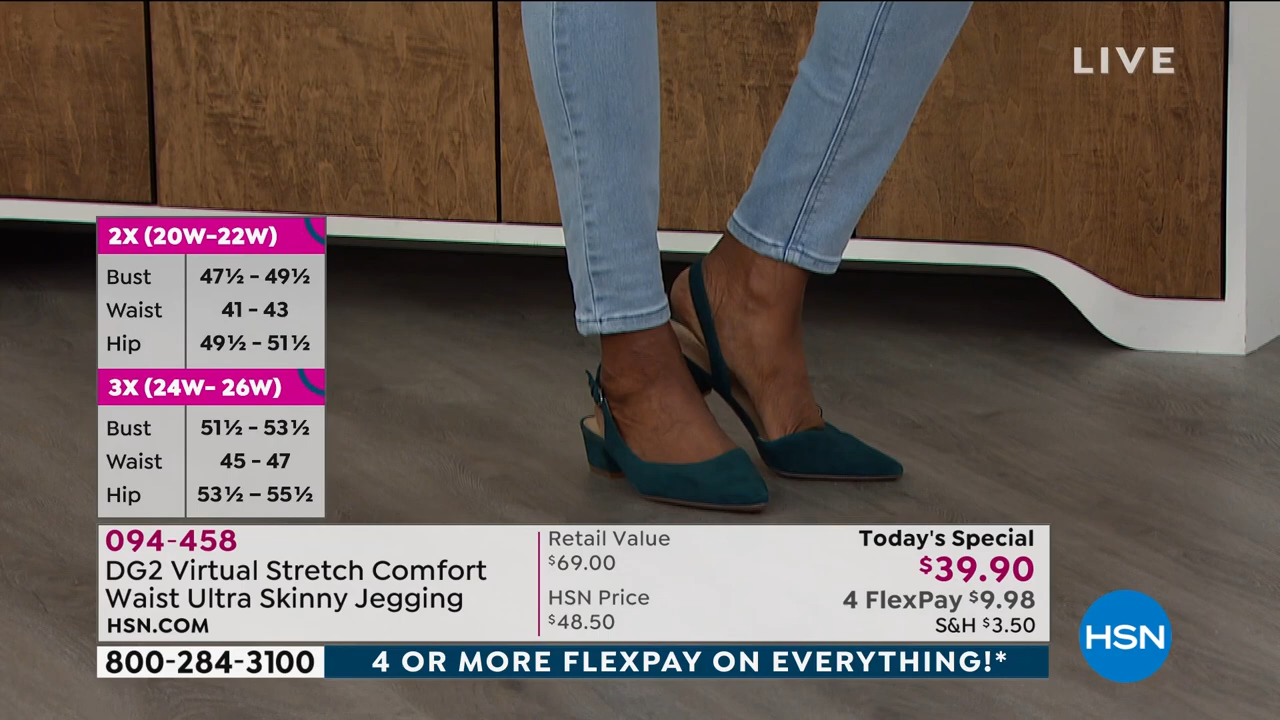 LIVE
2X (20W-22W)
Bust 47½ - 49½
Waist 41 - 43
Hip 49½ - 51½
3X (24W- 26W)
Bust 51½ - 53½
Waist 45 - 47
Hip 53½ - 55½
094-458
DG2 Virtual Stretch Comfort
Waist Ultra Skinny Jegging
HSN.COM
Retail Value
$69.00
HSN Price
$48.50
Today's Special
$39.90
4 FlexPay $9.98
S&H $3.50
HSN
800-284-3100
4 OR MORE FLEXPAY ON EVERYTHING!*